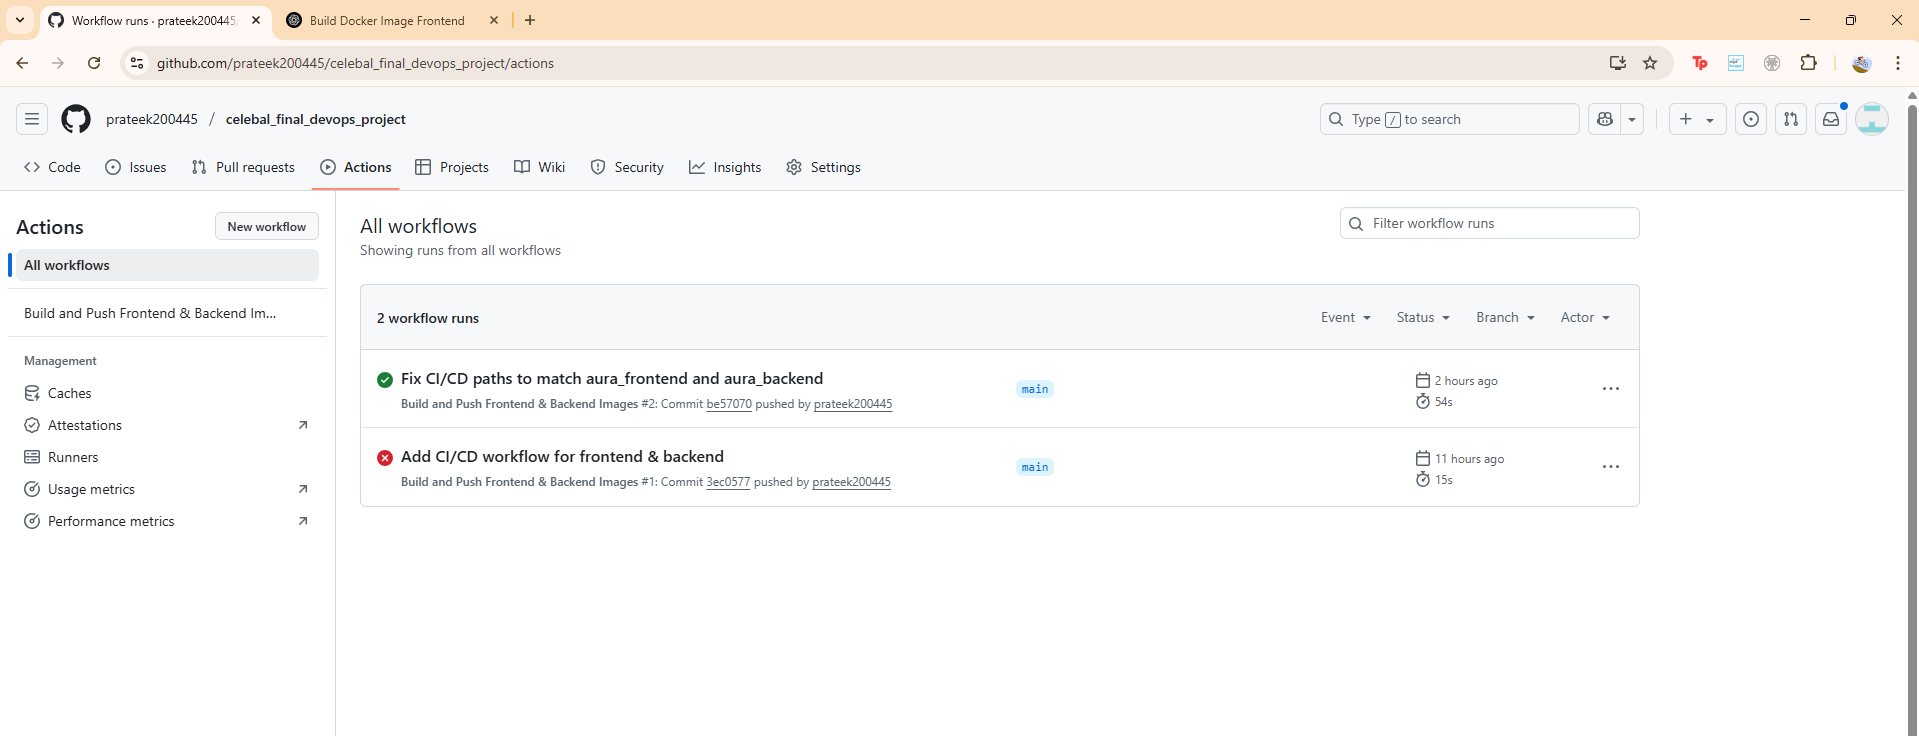 Workflow runs · prateek200445/
Build Docker Image Frontend
github.com/prateek200445/celebal_final_devops_project/actions
Tp
prateek200445 / celebal_final_devops_project
Type / to search
Code
Issues
Pull requests
Actions
Projects
Wiki
Security
Insights
Settings
Actions
New workflow
All workflows
Build and Push Frontend & Backend Im...
Management
Caches
Attestations
Runners
Usage metrics
Performance metrics
All workflows
Showing runs from all workflows
Filter workflow runs
2 workflow runs
Event
Status
Branch
Actor
Fix CI/CD paths to match aura_frontend and aura_backend
Build and Push Frontend & Backend Images #2: Commit be57070 pushed by prateek200445
main
2 hours ago
54s
Add CI/CD workflow for frontend & backend
Build and Push Frontend & Backend Images #1: Commit 3ec0577 pushed by prateek200445
main
11 hours ago
15s